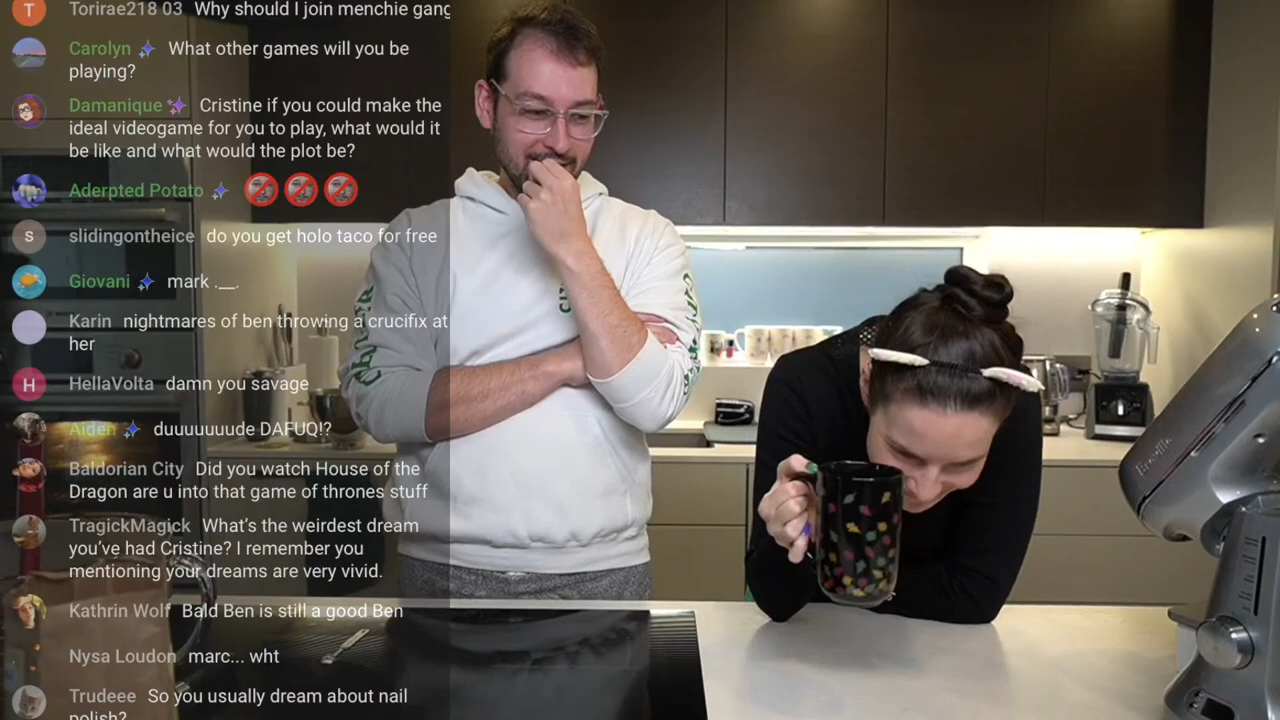 Torirae218 03 Why should I join menchie gang
Carolyn What other games will you be
playing?
Damanique Cristine if you could make the
ideal videogame for you to play, what would it
be like and what would the plot be?
Aderpted Potato
slidingontheice do you get holo taco for free
Giovani mark .__.
Karin nightmares of ben throwing a crucifix at
her
HellaVolta damn you savage
Aiden duuuuuuude DAFUQ!?
Baldorian City Did you watch House of the
Dragon are u into that game of thrones stuff
TragickMagick What's the weirdest dream
you've had Cristine? I remember you
mentioning your dreams are very vivid.
Kathrin Wolf Bald Ben is still a good Ben
Nysa Loudon marc... wht
Trudeee So you usually dream about nail
polish?